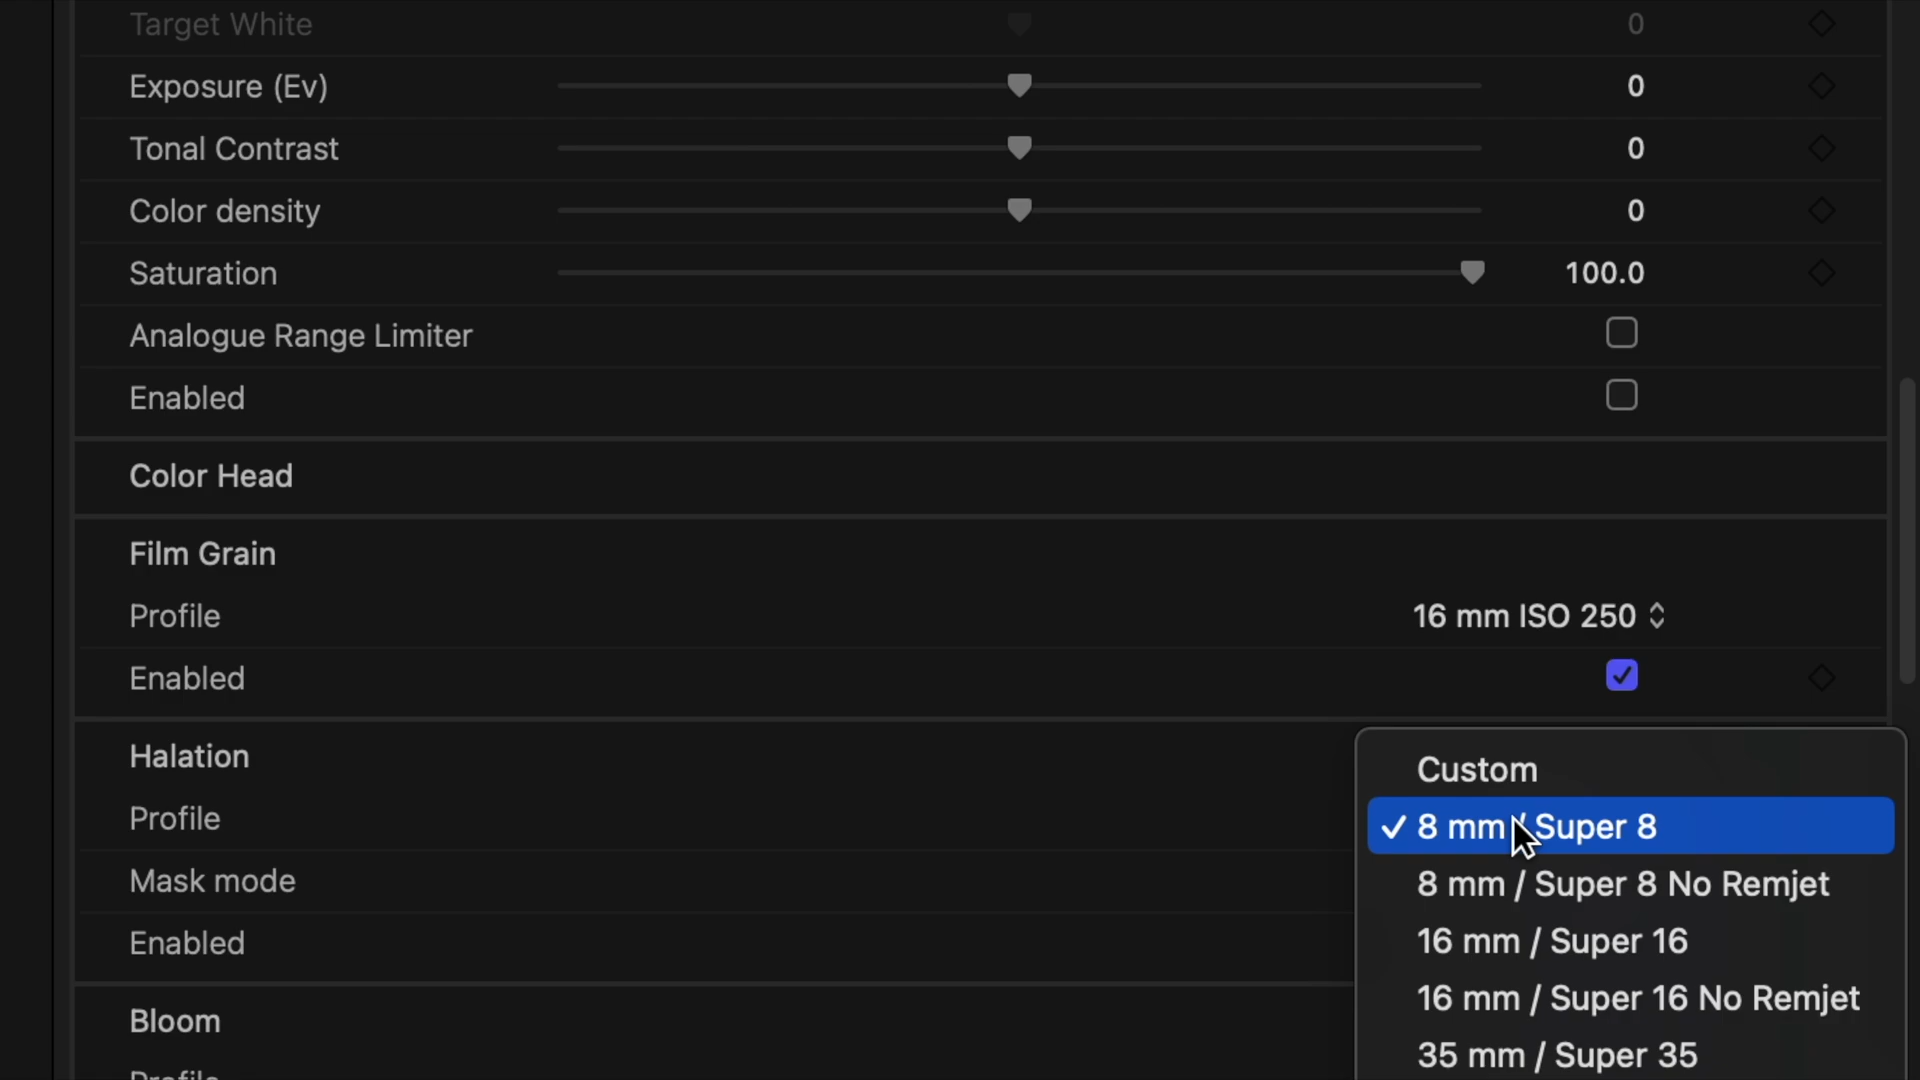 Target White 0
Exposure (Ev) 0
Tonal Contrast 0
Color density 0
Saturation 100.0
Analogue Range Limiter
Enabled
Color Head
Film Grain
Profile 16 mm ISO 250
Enabled
Halation
Custom
Profile
8 mm / Super 8
Mask mode
8 mm / Super 8 No Remjet
Enabled
16 mm / Super 16
16 mm / Super 16 No Remjet
Bloom
35 mm / Super 35
Profile